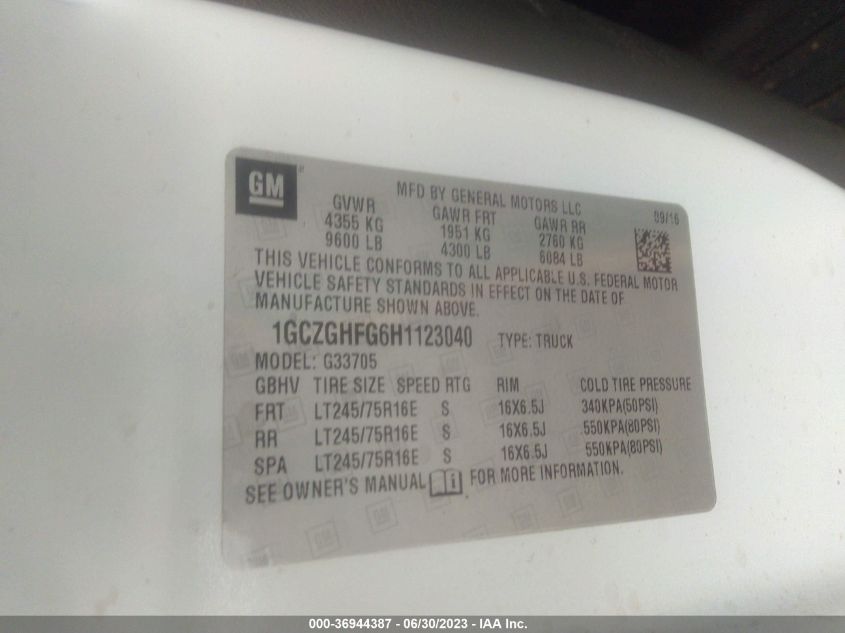 GM
MFD BY GENERAL MOTORS LLC 09/16
GVWR GAWR FRT GAWR RR
4355 KG 1951 KG 2760 KG
9600 LB 4300 LB 6084 LB
THIS VEHICLE CONFORMS TO ALL APPLICABLE U.S. FEDERAL MOTOR
VEHICLE SAFETY STANDARDS IN EFFECT ON THE DATE OF
MANUFACTURE SHOWN ABOVE.
1GCZGHFG6H1123040 TYPE: TRUCK
MODEL: G33705
GBHV TIRE SIZE SPEED RTG RIM COLD TIRE PRESSURE
FRT LT245/75R16E S 16X6.5J 340KPA(50PSI)
RR LT245/75R16E S 16X6.5J 550KPA(80PSI)
SPA LT245/75R16E S 16X6.5J 550KPA(80PSI)
SEE OWNER'S MANUAL i FOR MORE INFORMATION.
000-36944387 - 06/30/2023 - IAA Inc.